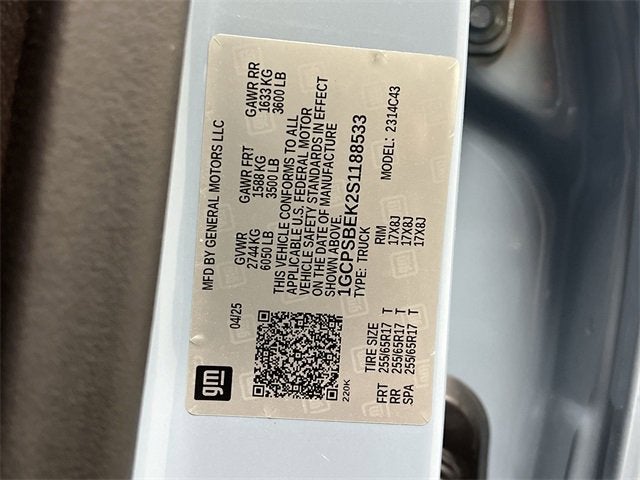 gm
MFD BY GENERAL MOTORS LLC
04/25
GVWR GAWR FRT GAWR RR
2744 KG 1588 KG 1633 KG
6050 LB 3500 LB 3600 LB
THIS VEHICLE CONFORMS TO ALL
APPLICABLE U.S. FEDERAL MOTOR
VEHICLE SAFETY STANDARDS IN EFFECT
ON THE DATE OF MANUFACTURE
SHOWN ABOVE.
1GCPSBEK2S1188533
TYPE: TRUCK MODEL: 2314C43
220K
TIRE SIZE RIM
FRT 255/65R17 T 17X8J
RR 255/65R17 T 17X8J
SPA 255/65R17 T 17X8J